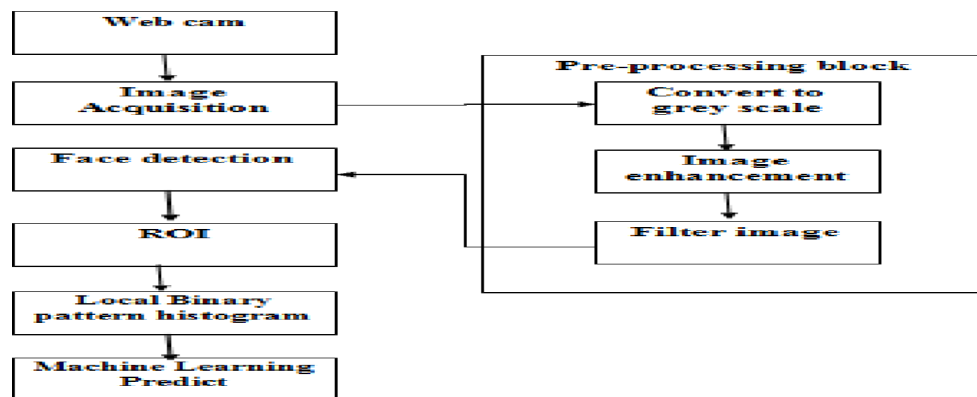 Web cam
Image
Acquisition
Pre-processing block
Convert to
grey scale
Image
enhancement
Filter image
Face detection
ROI
Local Binary
pattern histogram
Machine Learning
Predict